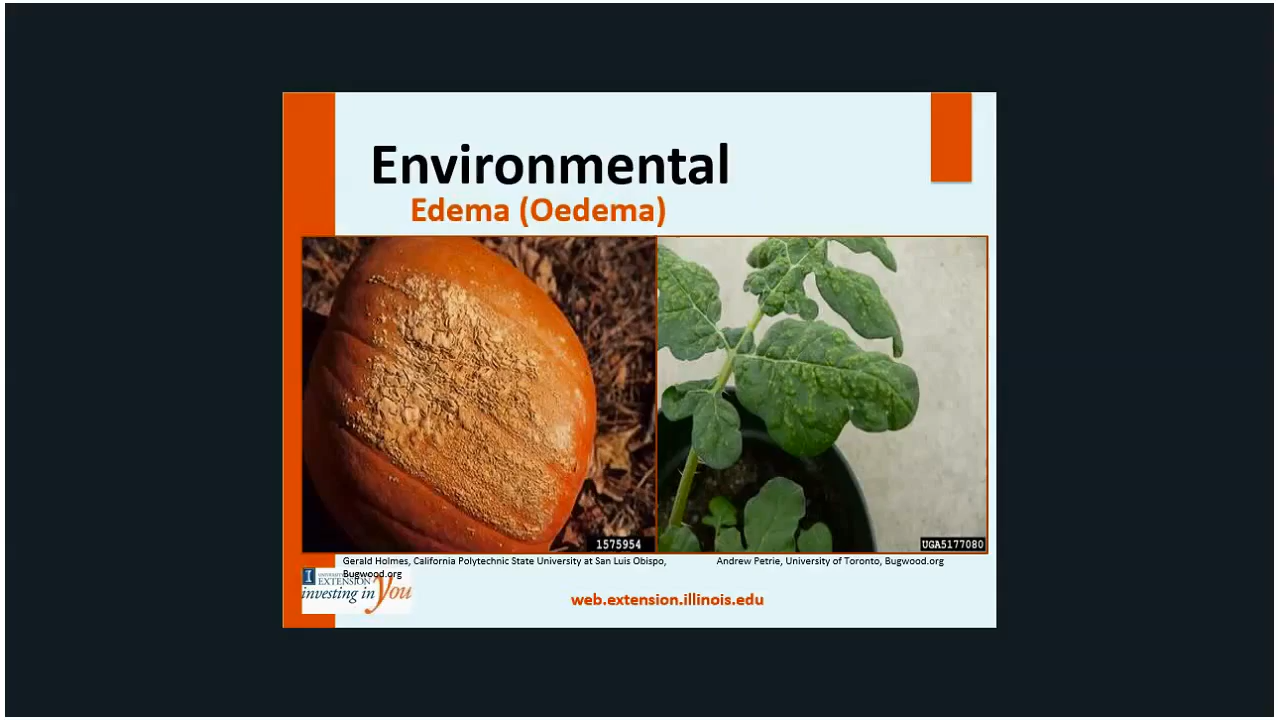 Environmental
Edema (Oedema)
1575954
UGA5177080
Gerald Holmes, California Polytechnic State University at San Luis Obispo,
Bugwood.org
Andrew Petrie, University of Toronto, Bugwood.org
I
EXTENSION
investing in you
web.extension.illinois.edu